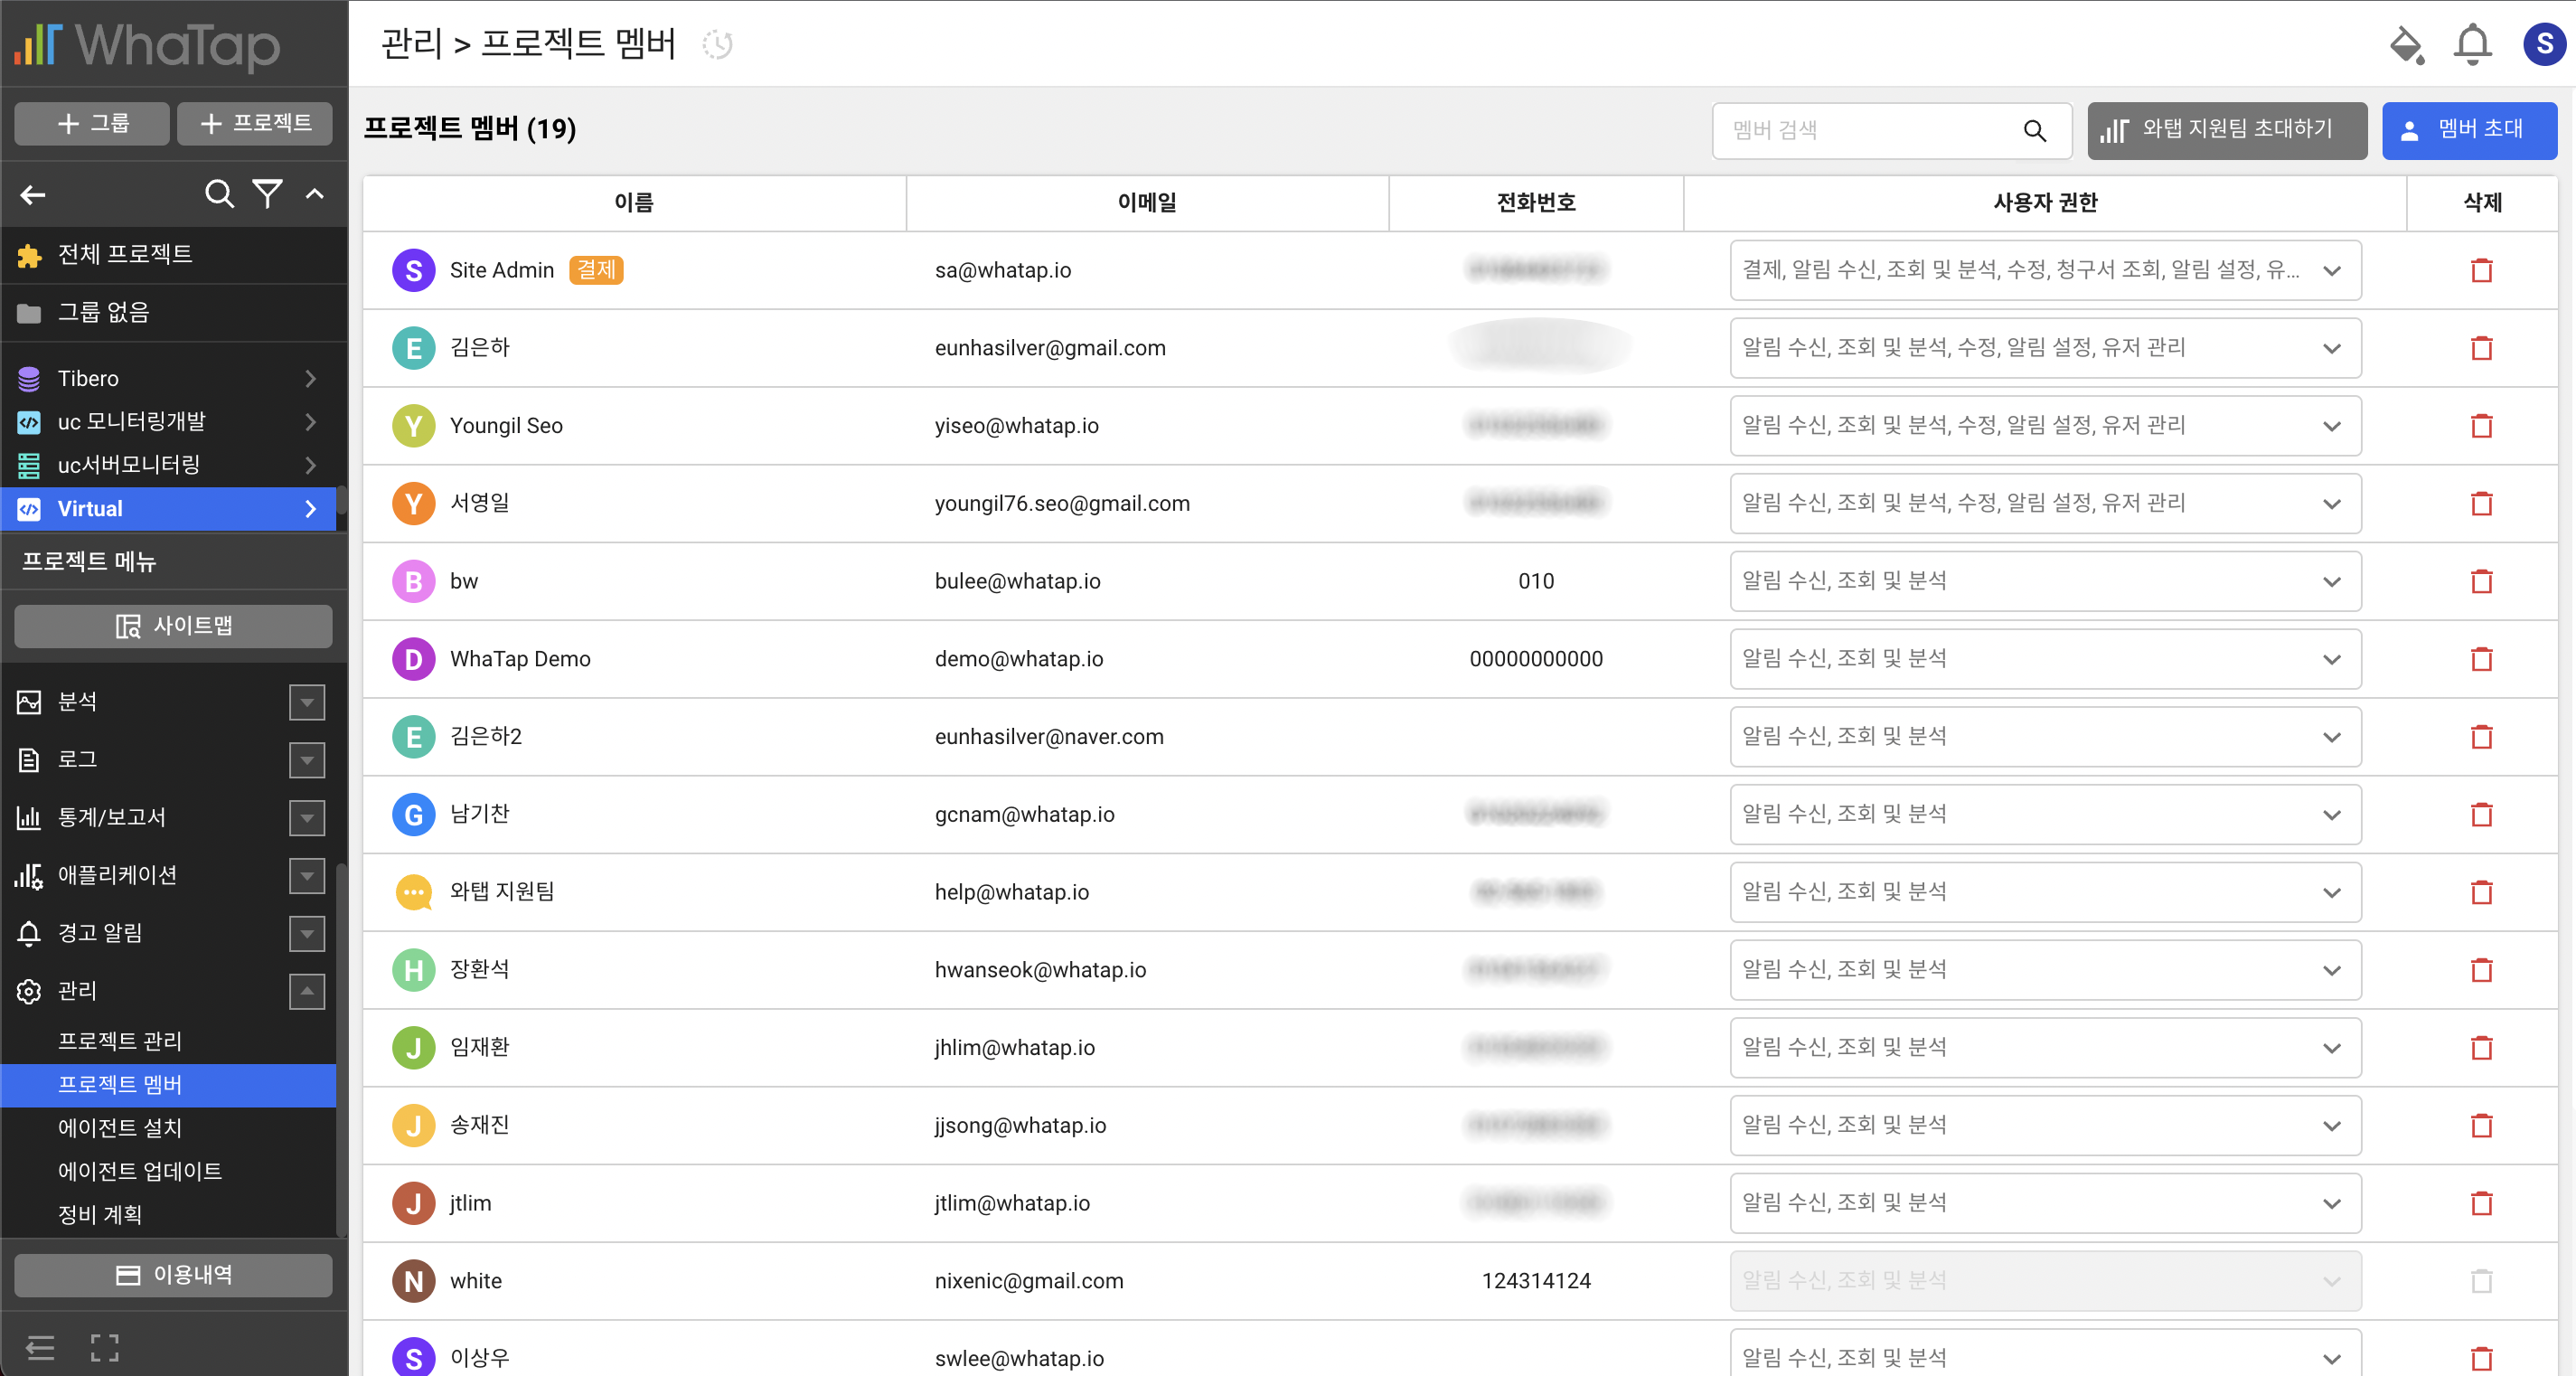 WhaTap
관리 > 프로젝트 멤버
S
그룹
프로젝트
전체 프로젝트
그룹 없음
Tibero
uc 모니터링개발
uc서버모니터링
Virtual
프로젝트 메뉴
사이트맵
분석
로그
통계/보고서
애플리케이션
경고 알림
관리
프로젝트 관리
프로젝트 멤버
에이전트 설치
에이전트 업데이트
정비 계획
이용내역
프로젝트 멤버 (19)
멤버 검색
와탭 지원팀 초대하기
멤버 초대
이름 이메일 전화번호 사용자 권한 삭제
S Site Admin 결제 sa@whatap.io 결제, 알림 수신, 조회 및 분석, 수정, 청구서 조회, 알림 설정, 유...
E 김은하 eunhasilver@gmail.com 알림 수신, 조회 및 분석, 수정, 알림 설정, 유저 관리
Y Youngil Seo yiseo@whatap.io 알림 수신, 조회 및 분석, 수정, 알림 설정, 유저 관리
Y 서영일 youngil76.seo@gmail.com 알림 수신, 조회 및 분석, 수정, 알림 설정, 유저 관리
B bw bulee@whatap.io 010 알림 수신, 조회 및 분석
D WhaTap Demo demo@whatap.io 00000000000 알림 수신, 조회 및 분석
E 김은하2 eunhasilver@naver.com 알림 수신, 조회 및 분석
G 남기찬 gcnam@whatap.io 알림 수신, 조회 및 분석
와탭 지원팀 help@whatap.io 알림 수신, 조회 및 분석
H 장환석 hwanseok@whatap.io 알림 수신, 조회 및 분석
J 임재환 jhlim@whatap.io 알림 수신, 조회 및 분석
J 송재진 jjsong@whatap.io 알림 수신, 조회 및 분석
J jtlim jtlim@whatap.io 알림 수신, 조회 및 분석
N white nixenic@gmail.com 124314124 알림 수신, 조회 및 분석
S 이상우 swlee@whatap.io 알림 수신, 조회 및 분석